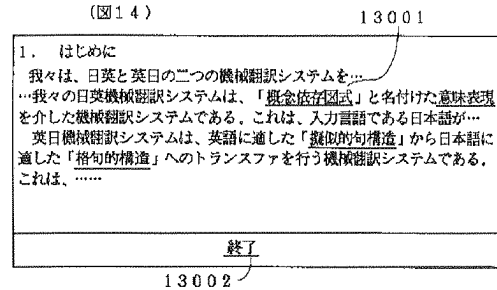 (図14)
13001
1. はじめに
我々は、日英と英日の二つの機械翻訳システムを…
…我々の日英機械翻訳システムは、「概念依存図式」と名付けた意味表現
を介した機械翻訳システムである。これは、入力言語である日本語が…
英日機械翻訳システムは、英語に適した「擬似的句構造」から日本語に
適した「格句的構造」へのトランスファを行う機械翻訳システムである。
これは、……
終了
13002